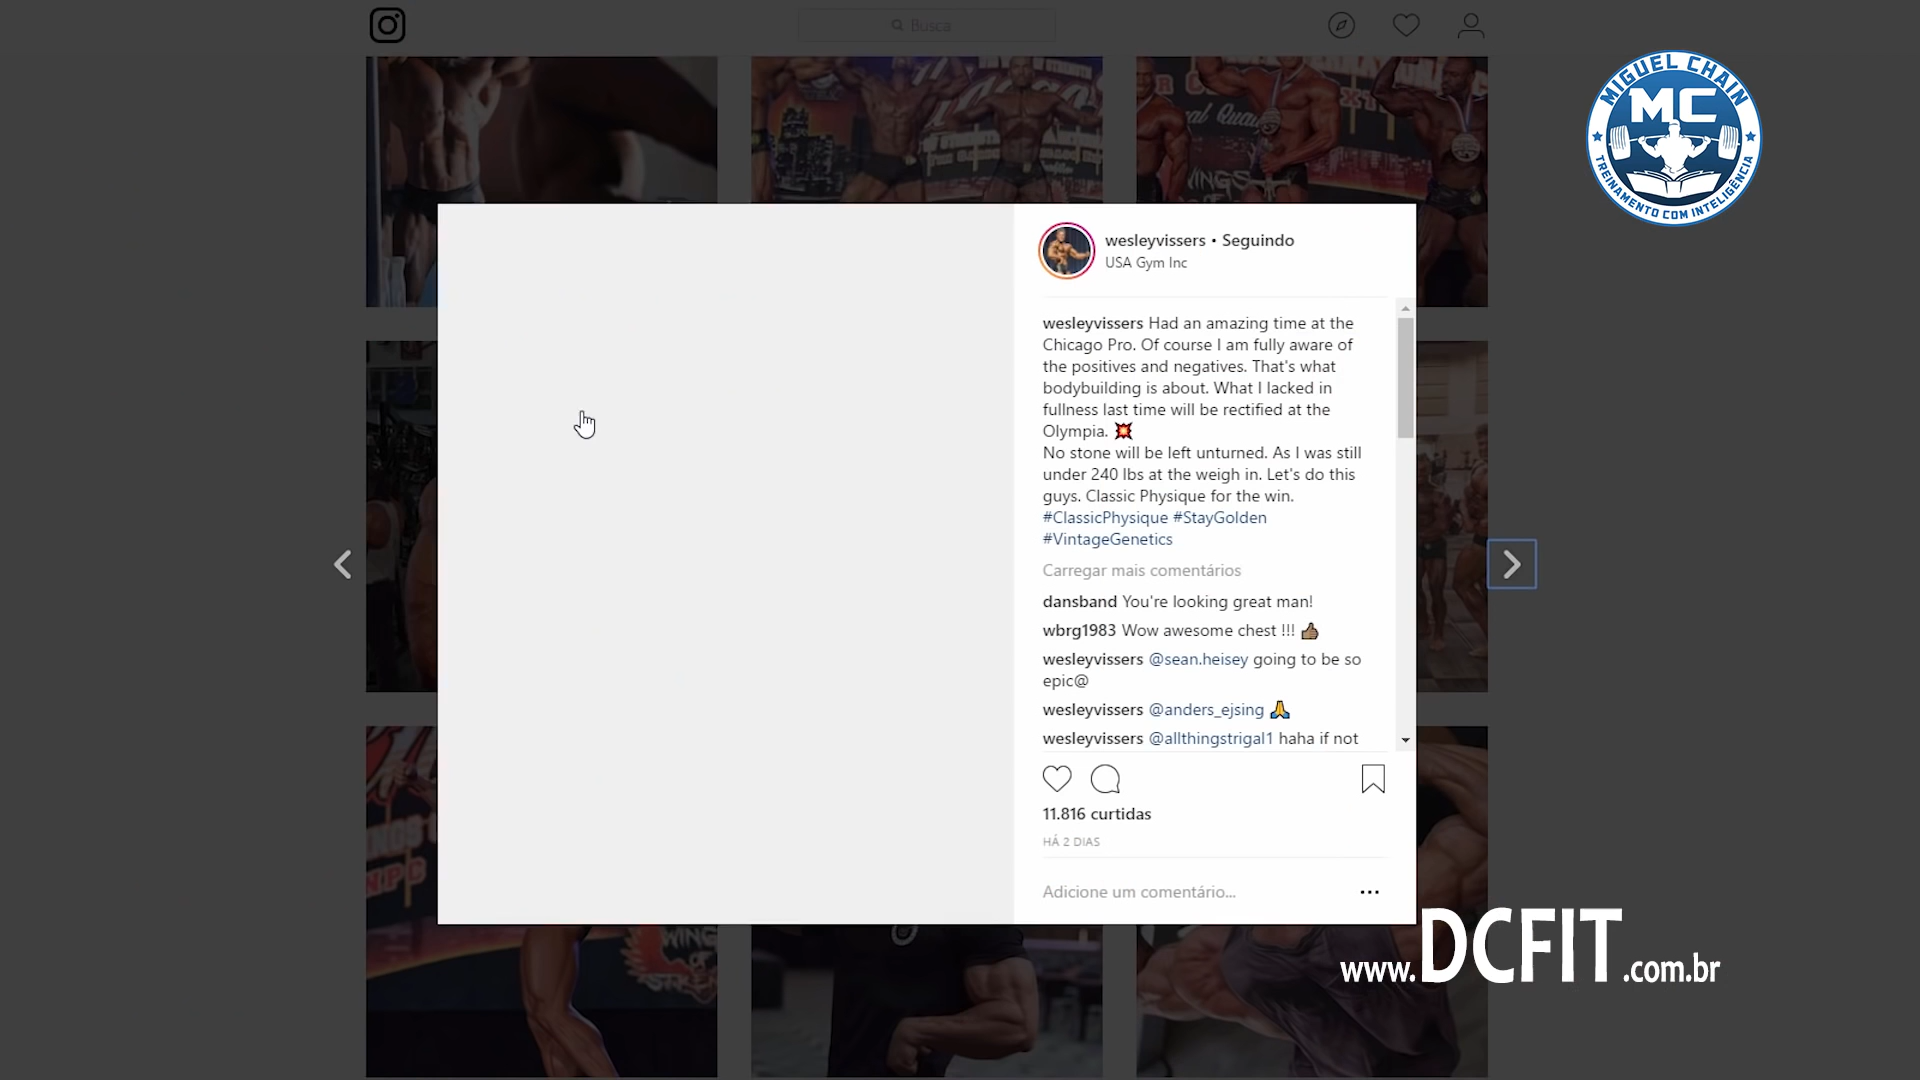 Busca
MIGUEL CHAIN
MC
TREINAMENTO COM INTELIGÊNCIA
wesleyvissers • Seguindo
USA Gym Inc
wesleyvissers Had an amazing time at the
Chicago Pro. Of course I am fully aware of
the positives and negatives. That's what
bodybuilding is about. What I lacked in
fullness last time will be rectified at the
Olympia. 💥
No stone will be left unturned. As I was still
under 240 lbs at the weigh in. Let's do this
guys. Classic Physique for the win.
#ClassicPhysique #StayGolden
#VintageGenetics
Carregar mais comentários
dansband You're looking great man!
wbrg1983 Wow awesome chest !!! 👍🏽
wesleyvissers @sean.heisey going to be so
epic@
wesleyvissers @anders_ejsing 🙏
wesleyvissers @allthingstrigal1 haha if not
11.816 curtidas
HÁ 2 DIAS
Adicione um comentário...
NPC
WING
www.DCFIT.com.br